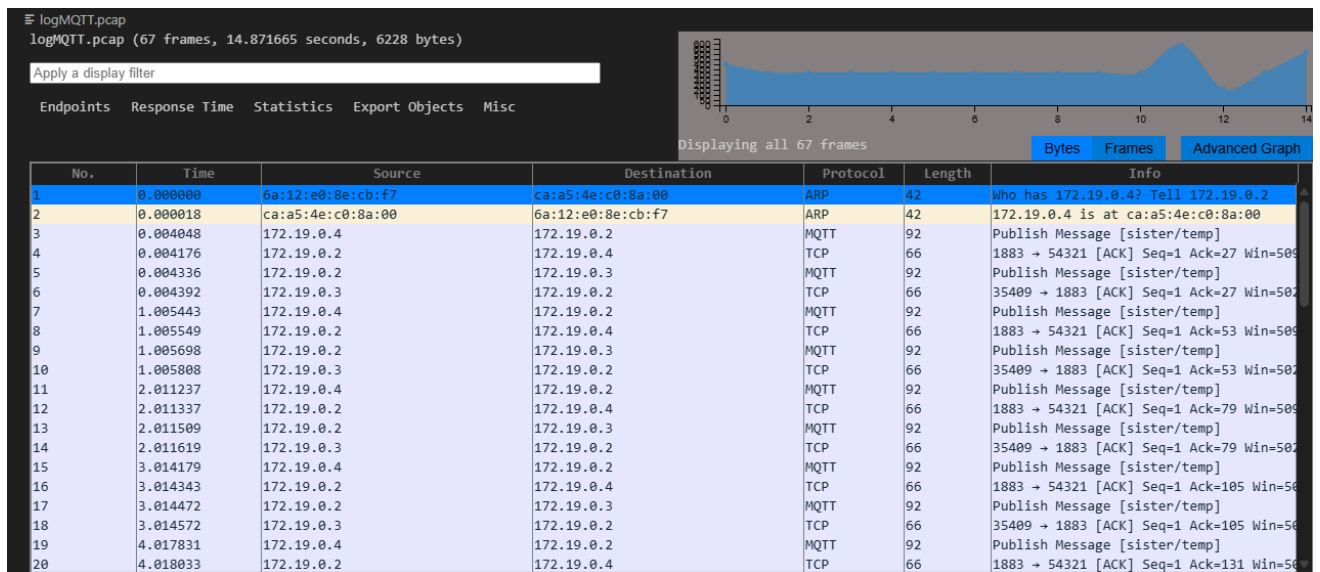 logMQTT.pcap
logMQTT.pcap (67 frames, 14.871665 seconds, 6228 bytes)
Apply a display filter
Endpoints Response Time Statistics Export Objects Misc
0 2 4 6 8 10 12 14
Displaying all 67 frames
Bytes Frames Advanced Graph
No. Time Source Destination Protocol Length Info
1 0.000000 6a:12:e0:8e:cb:f7 ca:a5:4e:c0:8a:00 ARP 42 Who has 172.19.0.4? Tell 172.19.0.2
2 0.000018 ca:a5:4e:c0:8a:00 6a:12:e0:8e:cb:f7 ARP 42 172.19.0.4 is at ca:a5:4e:c0:8a:00
3 0.004048 172.19.0.4 172.19.0.2 MQTT 92 Publish Message [sister/temp]
4 0.004176 172.19.0.2 172.19.0.4 TCP 66 1883 → 54321 [ACK] Seq=1 Ack=27 Win=509
5 0.004336 172.19.0.2 172.19.0.3 MQTT 92 Publish Message [sister/temp]
6 0.004392 172.19.0.3 172.19.0.2 TCP 66 35409 → 1883 [ACK] Seq=1 Ack=27 Win=502
7 1.005443 172.19.0.4 172.19.0.2 MQTT 92 Publish Message [sister/temp]
8 1.005549 172.19.0.2 172.19.0.4 TCP 66 1883 → 54321 [ACK] Seq=1 Ack=53 Win=509
9 1.005698 172.19.0.2 172.19.0.3 MQTT 92 Publish Message [sister/temp]
10 1.005808 172.19.0.3 172.19.0.2 TCP 66 35409 → 1883 [ACK] Seq=1 Ack=53 Win=502
11 2.011237 172.19.0.4 172.19.0.2 MQTT 92 Publish Message [sister/temp]
12 2.011337 172.19.0.2 172.19.0.4 TCP 66 1883 → 54321 [ACK] Seq=1 Ack=79 Win=509
13 2.011509 172.19.0.2 172.19.0.3 MQTT 92 Publish Message [sister/temp]
14 2.011619 172.19.0.3 172.19.0.2 TCP 66 35409 → 1883 [ACK] Seq=1 Ack=79 Win=502
15 3.014179 172.19.0.4 172.19.0.2 MQTT 92 Publish Message [sister/temp]
16 3.014343 172.19.0.2 172.19.0.4 TCP 66 1883 → 54321 [ACK] Seq=1 Ack=105 Win=50
17 3.014472 172.19.0.2 172.19.0.3 MQTT 92 Publish Message [sister/temp]
18 3.014572 172.19.0.3 172.19.0.2 TCP 66 35409 → 1883 [ACK] Seq=1 Ack=105 Win=50
19 4.017831 172.19.0.4 172.19.0.2 MQTT 92 Publish Message [sister/temp]
20 4.018033 172.19.0.2 172.19.0.4 TCP 66 1883 → 54321 [ACK] Seq=1 Ack=131 Win=50